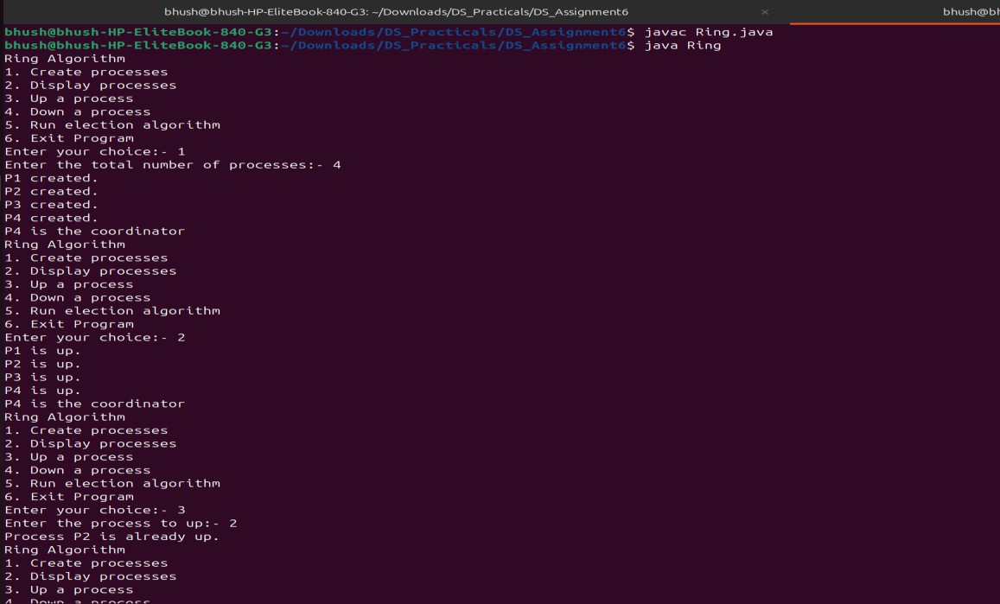 bhush@bhush-HP-EliteBook-840-G3: ~/Downloads/DS_Practicals/DS_Assignment6 ×
bhush@bh
bhush@bhush-HP-EliteBook-840-G3:~/Downloads/DS_Practicals/DS_Assignment6$ javac Ring.java
bhush@bhush-HP-EliteBook-840-G3:~/Downloads/DS_Practicals/DS_Assignment6$ java Ring
Ring Algorithm
1. Create processes
2. Display processes
3. Up a process
4. Down a process
5. Run election algorithm
6. Exit Program
Enter your choice:- 1
Enter the total number of processes:- 4
P1 created.
P2 created.
P3 created.
P4 created.
P4 is the coordinator
Ring Algorithm
1. Create processes
2. Display processes
3. Up a process
4. Down a process
5. Run election algorithm
6. Exit Program
Enter your choice:- 2
P1 is up.
P2 is up.
P3 is up.
P4 is up.
P4 is the coordinator
Ring Algorithm
1. Create processes
2. Display processes
3. Up a process
4. Down a process
5. Run election algorithm
6. Exit Program
Enter your choice:- 3
Enter the process to up:- 2
Process P2 is already up.
Ring Algorithm
1. Create processes
2. Display processes
3. Up a process
4. Down a process